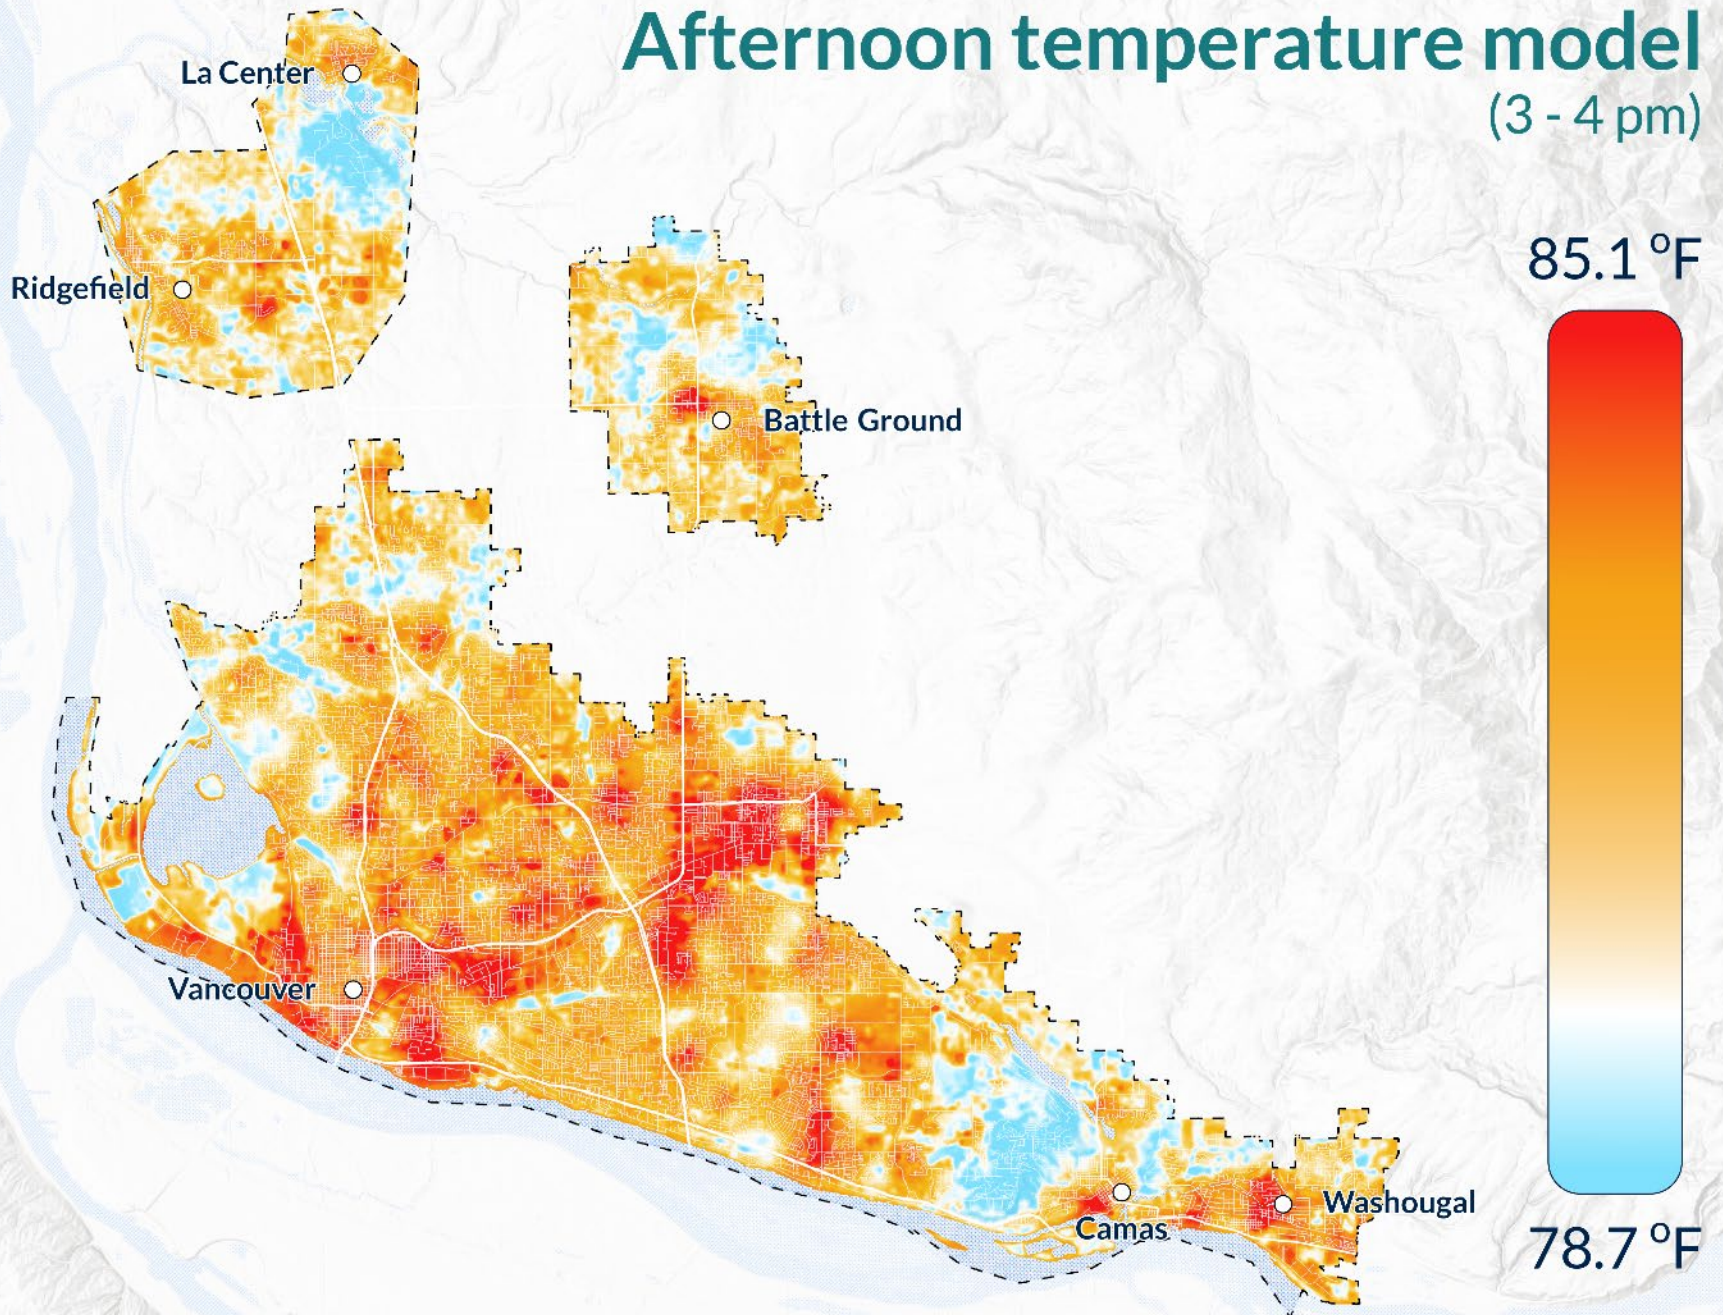 Afternoon temperature model
(3 - 4 pm)
La Center
85.1 °F
Ridgefield
Battle Ground
Vancouver
Washougal
Camas
78.7 °F